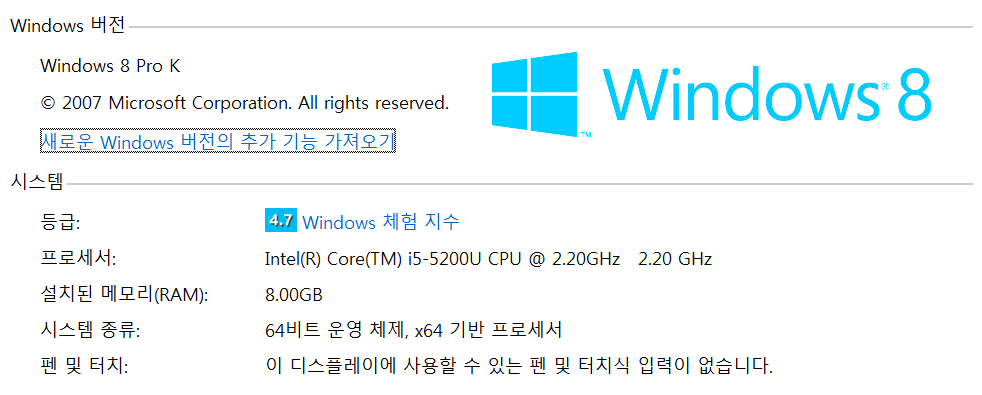 Windows 버전
Windows 8 Pro K
© 2007 Microsoft Corporation. All rights reserved.
새로운 Windows 버전의 추가 기능 가져오기
Windows® 8
™
시스템
등급: 4.7 Windows 체험 지수
프로세서: Intel(R) Core(TM) i5-5200U CPU @ 2.20GHz 2.20 GHz
설치된 메모리(RAM): 8.00GB
시스템 종류: 64비트 운영 체제, x64 기반 프로세서
펜 및 터치: 이 디스플레이에 사용할 수 있는 펜 및 터치식 입력이 없습니다.